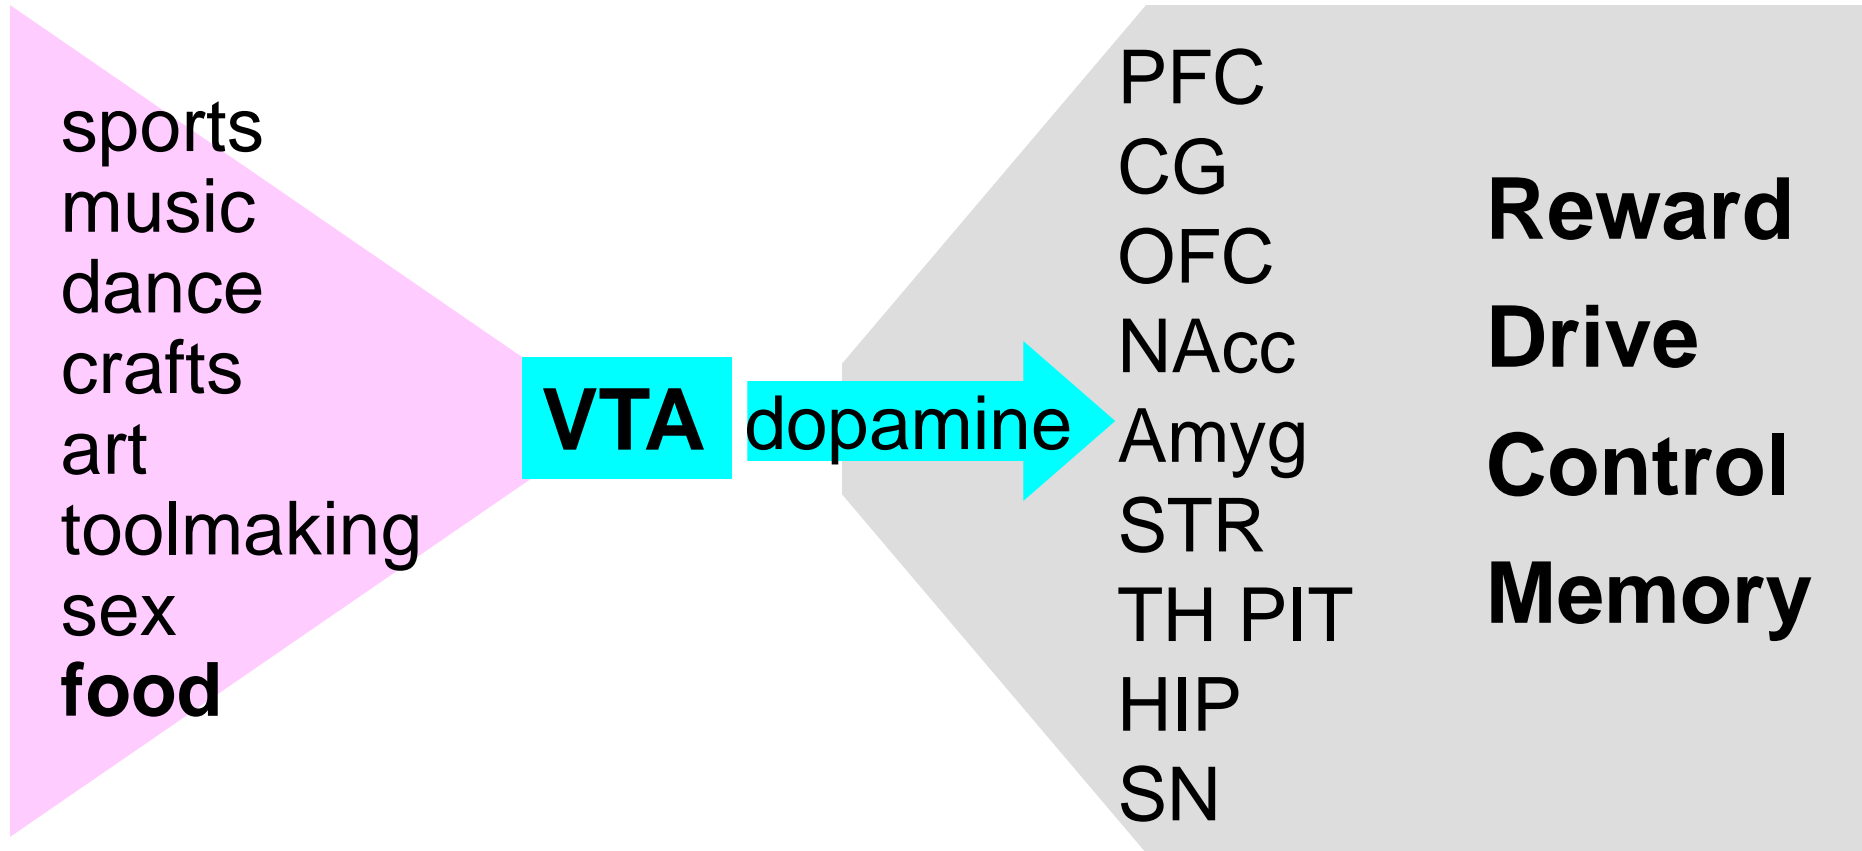 sports
music
dance
crafts
art
toolmaking
sex
food
VTA
dopamine
PFC
CG
OFC
NAcc
Amyg
STR
TH PIT
HIP
SN
Reward
Drive
Control
Memory